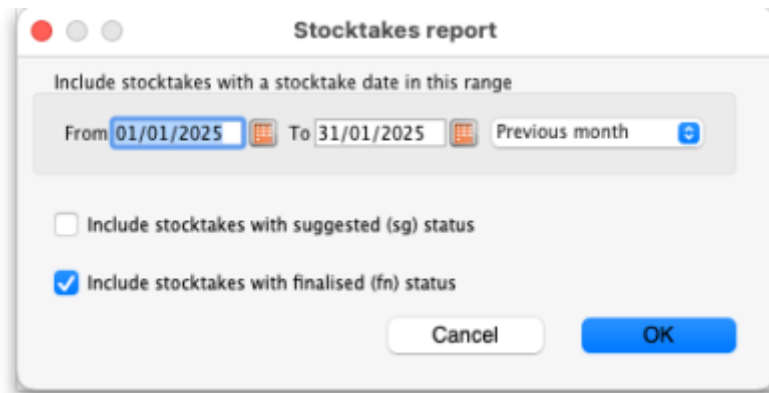 Stocktakes report
Include stocktakes with a stocktake date in this range
From 01/01/2025 To 31/01/2025 Previous month
Include stocktakes with suggested (sg) status
Include stocktakes with finalised (fn) status
Cancel OK